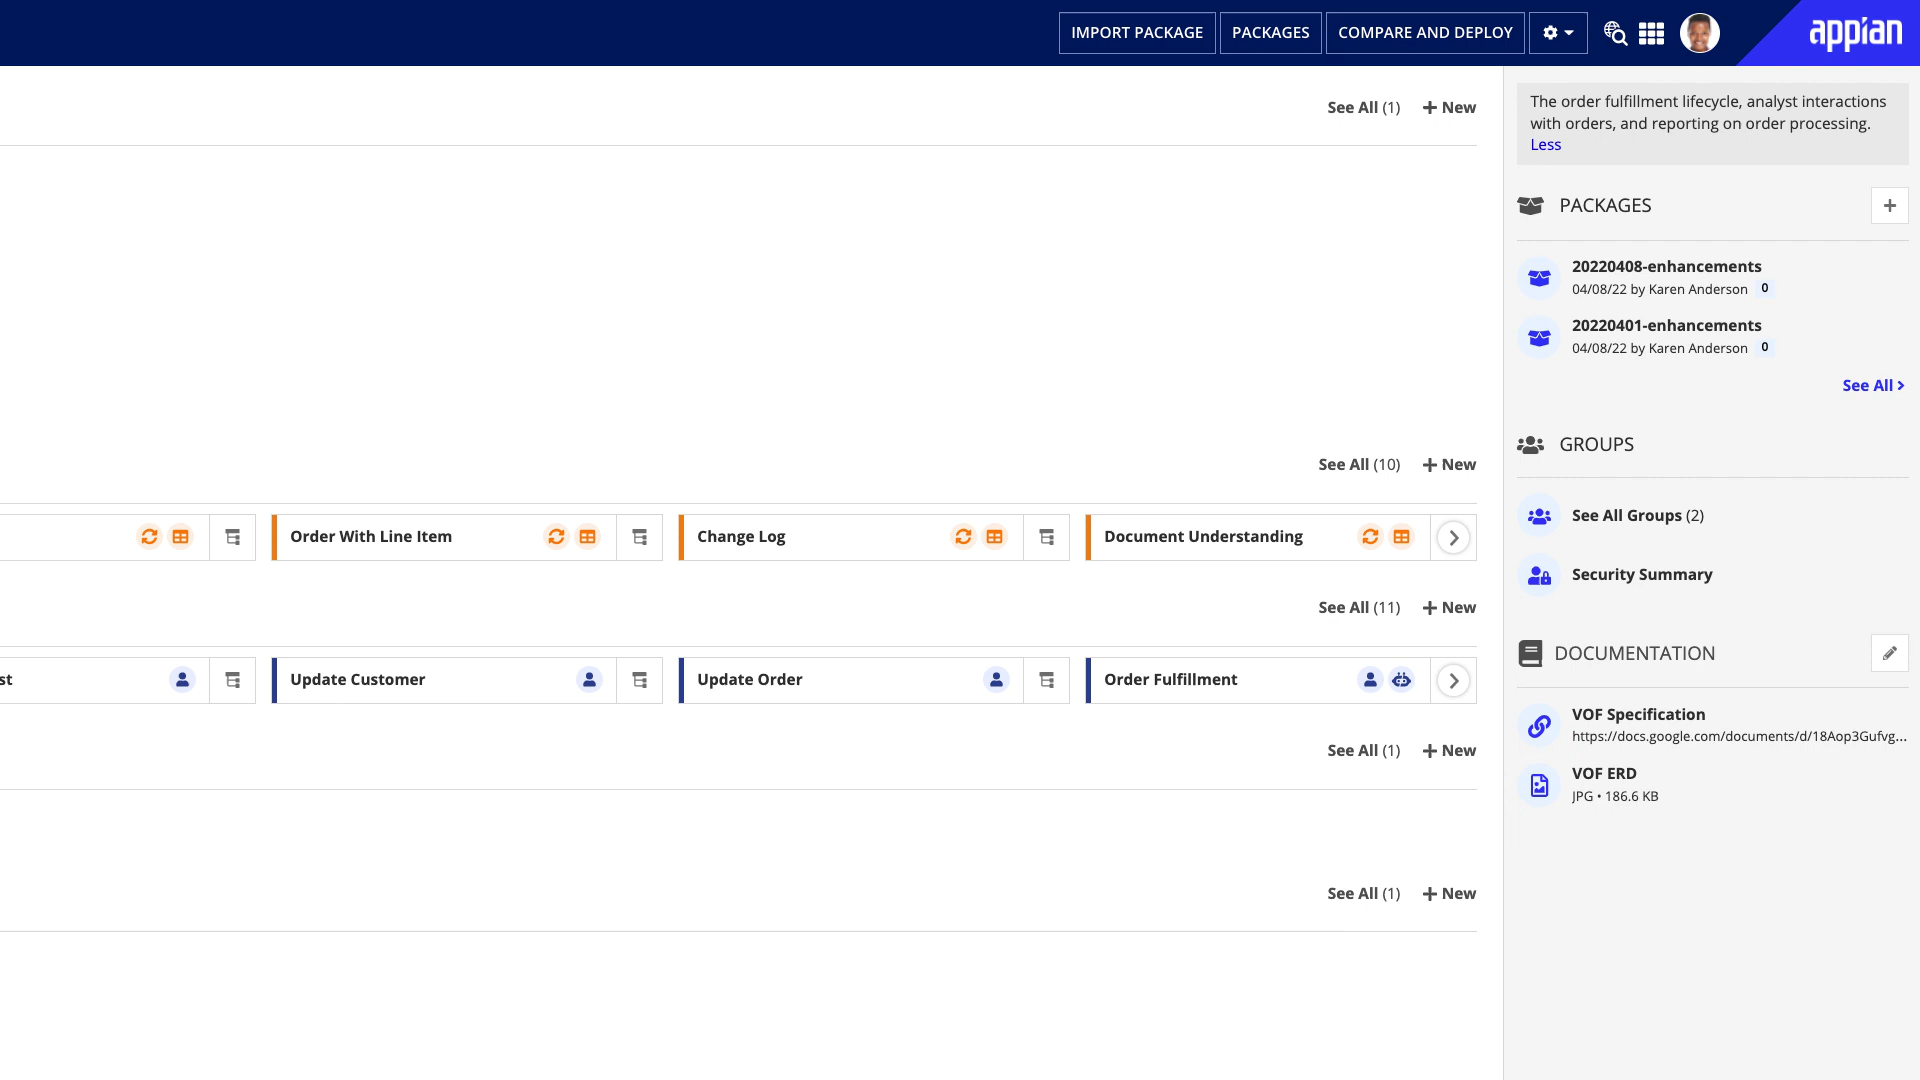 IMPORT PACKAGE
PACKAGES
COMPARE AND DEPLOY
appian
See All (1)
New
The order fulfillment lifecycle, analyst interactions
with orders, and reporting on order processing.
Less
PACKAGES
20220408-enhancements
04/08/22 by Karen Anderson 0
20220401-enhancements
04/08/22 by Karen Anderson 0
See All
GROUPS
See All Groups (2)
Security Summary
DOCUMENTATION
VOF Specification
https://docs.google.com/documents/d/18Aop3Gufvg...
VOF ERD
JPG • 186.6 KB
See All (10)
New
Order With Line Item
Change Log
Document Understanding
See All (11)
New
st
Update Customer
Update Order
Order Fulfillment
See All (1)
New
See All (1)
New